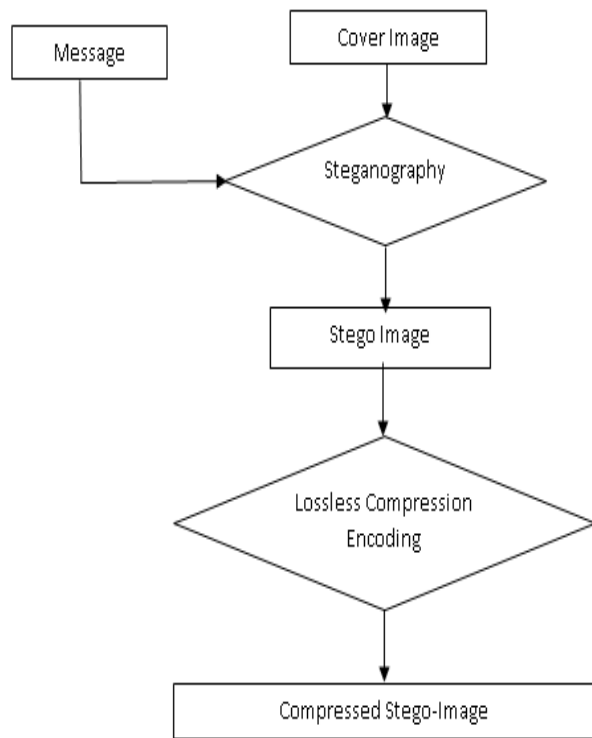 Message
Cover Image
Steganography
Stego Image
Lossless Compression
Encoding
Compressed Stego-Image